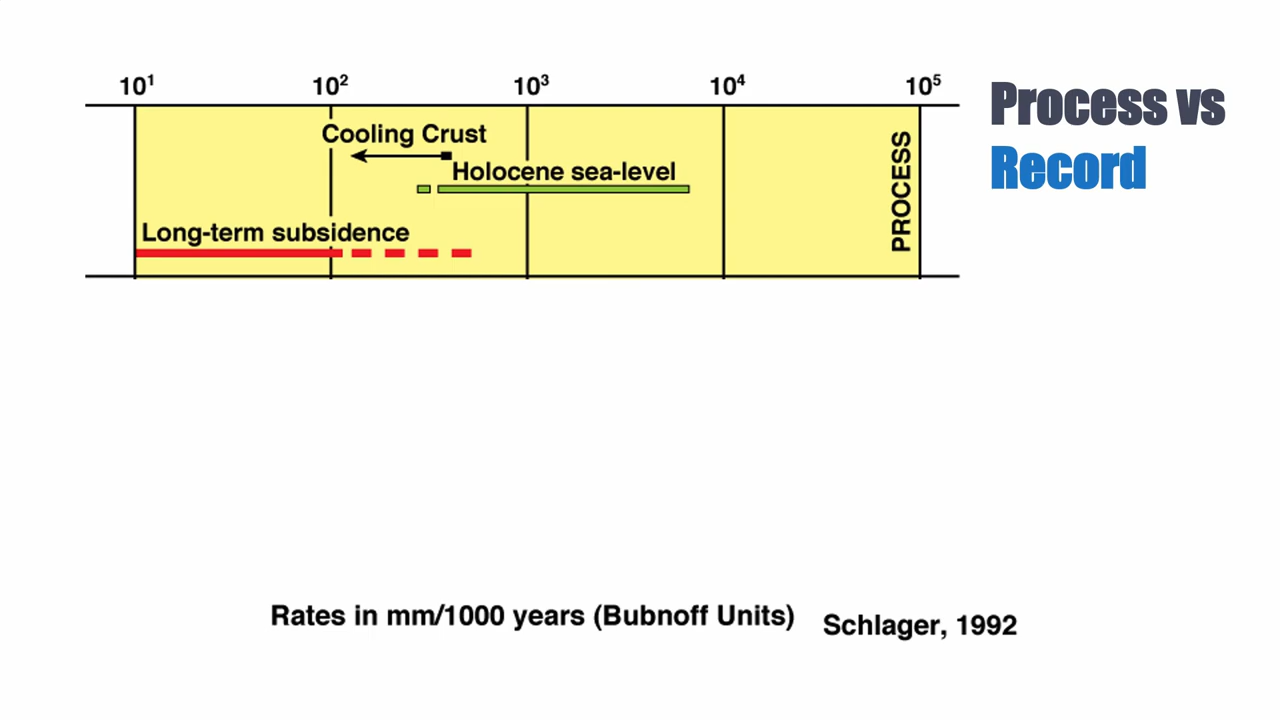 10¹ 10² 10³ 10⁴ 10⁵
Process vs
Record
Cooling Crust
Holocene sea-level
Long-term subsidence
PROCESS
Rates in mm/1000 years (Bubnoff Units)
Schlager, 1992